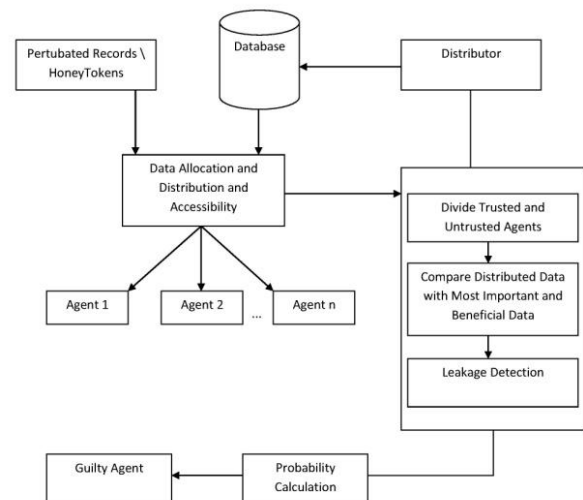 Pertubated Records \
HoneyTokens
Database
Distributor
Data Allocation and
Distribution and
Accessibility
Divide Trusted and
Untrusted Agents
Compare Distributed Data
with Most Important and
Beneficial Data
Leakage Detection
Agent 1
Agent 2
...
Agent n
Guilty Agent
Probability
Calculation